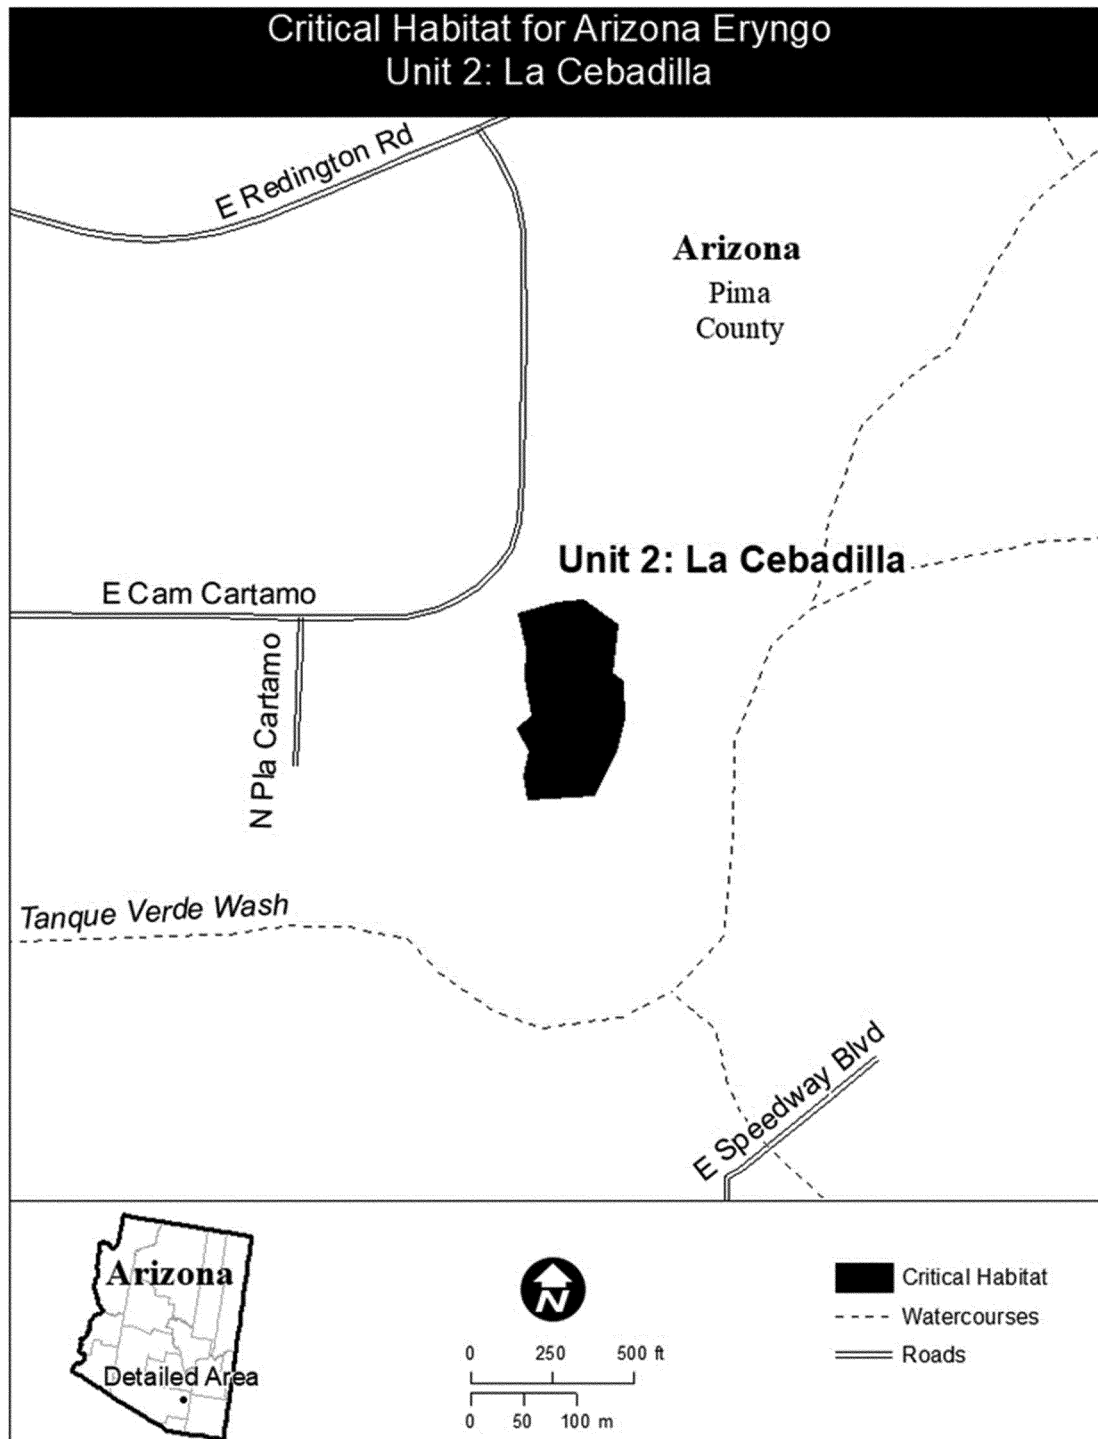 Critical Habitat for Arizona Eryngo
Unit 2: La Cebadilla
E Redington Rd
Arizona
Pima
County
Unit 2: La Cebadilla
E Cam Cartamo
N Pla Cartamo
Tanque Verde Wash
E Speedway Blvd
Arizona
Detailed Area
N
0 250 500 ft
0 50 100 m
Critical Habitat
Watercourses
Roads